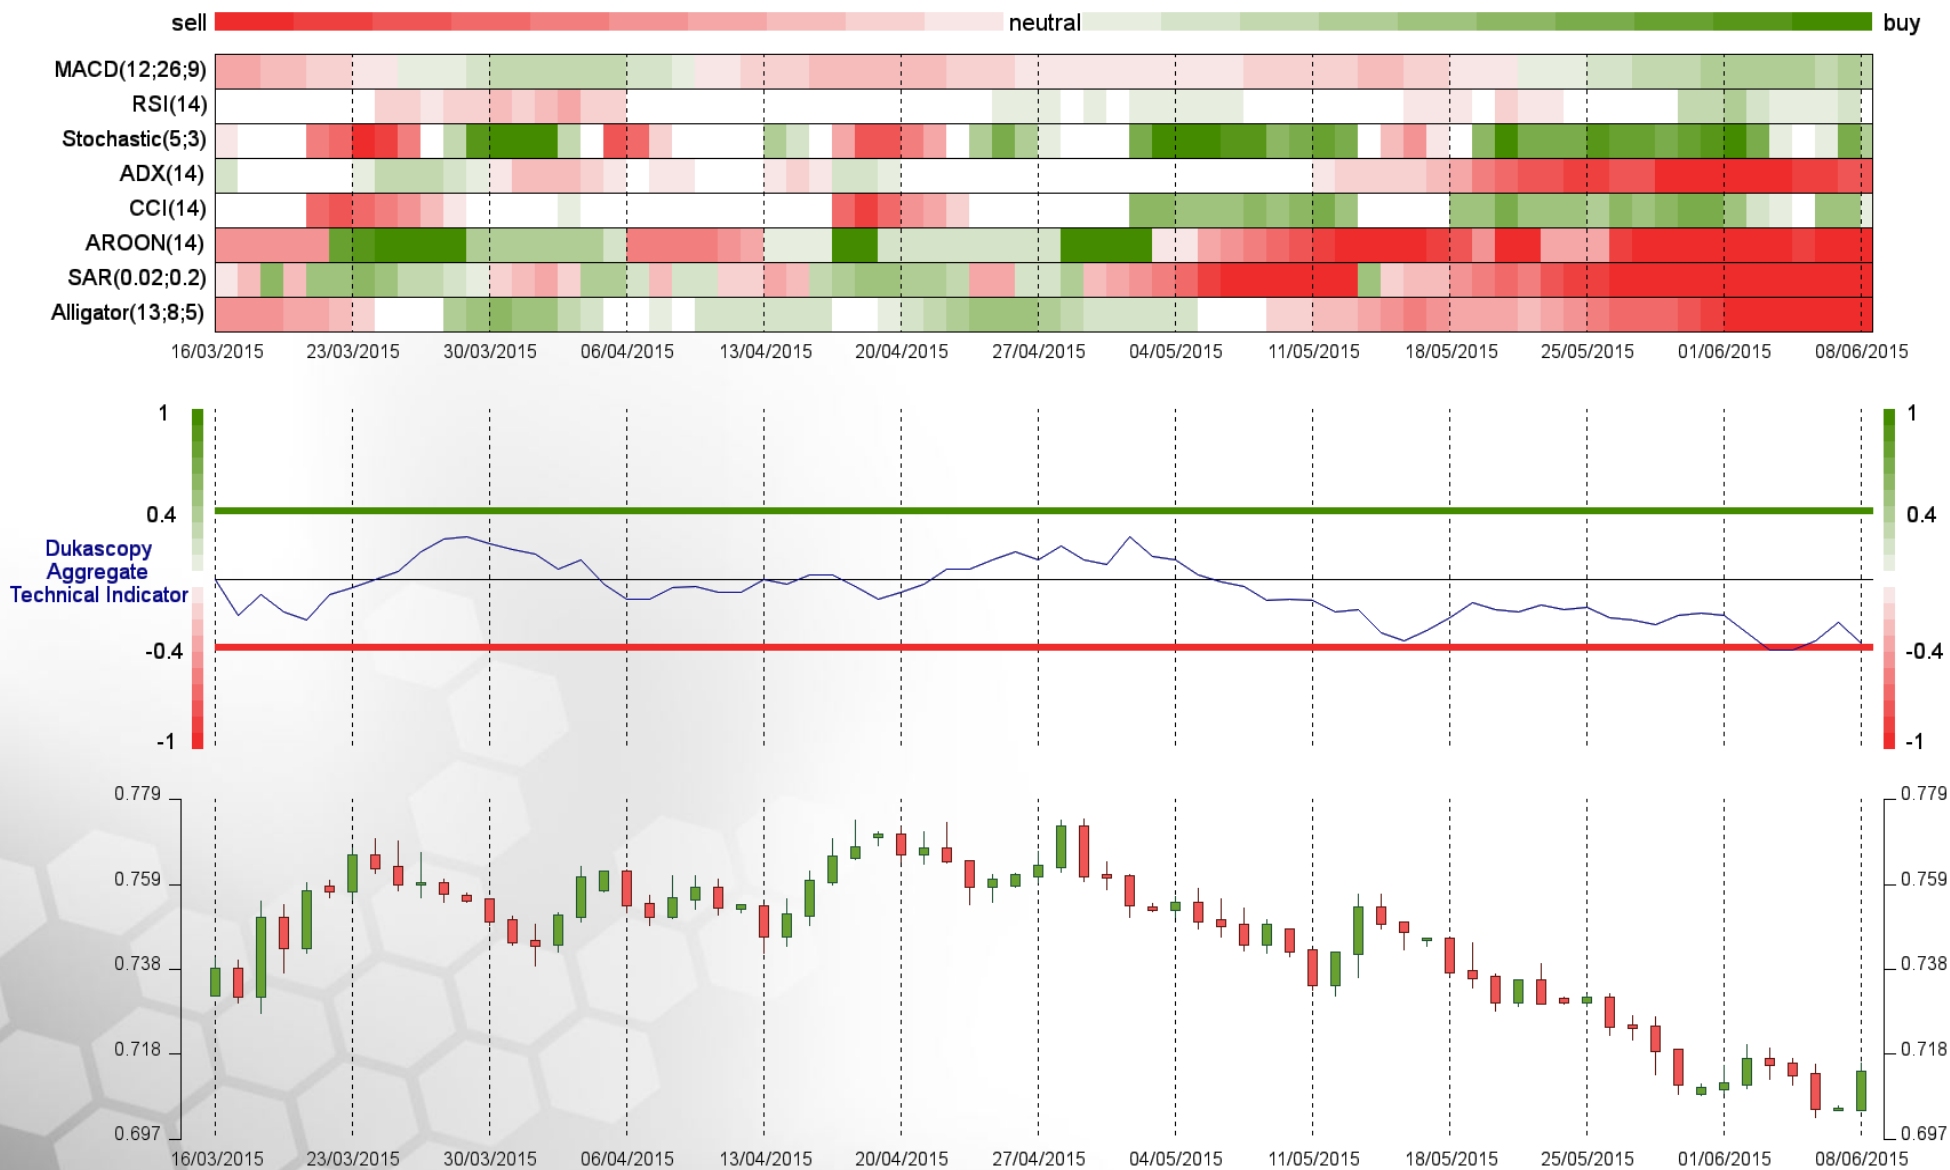 sell neutral buy
MACD(12;26;9)
RSI(14)
Stochastic(5;3)
ADX(14)
CCI(14)
AROON(14)
SAR(0.02;0.2)
Alligator(13;8;5)
16/03/2015 23/03/2015 30/03/2015 06/04/2015 13/04/2015 20/04/2015 27/04/2015 04/05/2015 11/05/2015 18/05/2015 25/05/2015 01/06/2015 08/06/2015
1 1
0.4 0.4
Dukascopy
Aggregate
Technical Indicator
-0.4 -0.4
-1 -1
0.779 0.779
0.759 0.759
0.738 0.738
0.718 0.718
0.697 0.697
16/03/2015 23/03/2015 30/03/2015 06/04/2015 13/04/2015 20/04/2015 27/04/2015 04/05/2015 11/05/2015 18/05/2015 25/05/2015 01/06/2015 08/06/2015